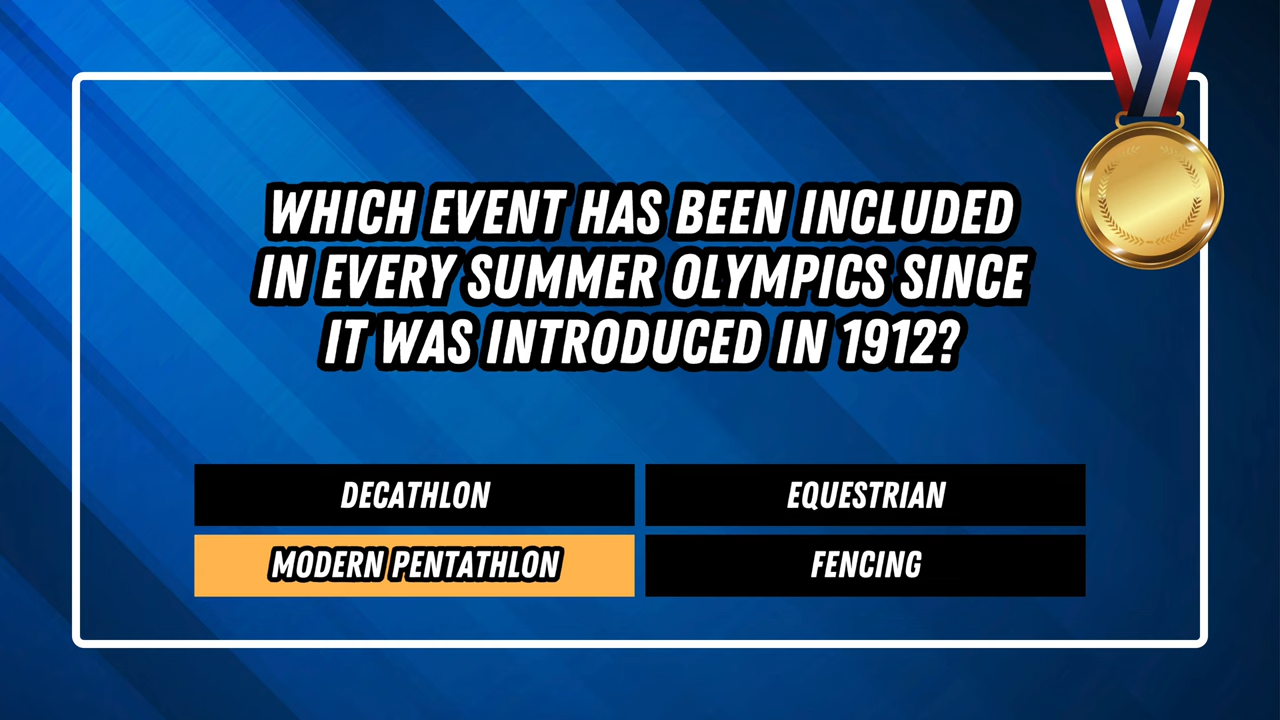 WHICH EVENT HAS BEEN INCLUDED
IN EVERY SUMMER OLYMPICS SINCE
IT WAS INTRODUCED IN 1912?
DECATHLON
EQUESTRIAN
MODERN PENTATHLON
FENCING